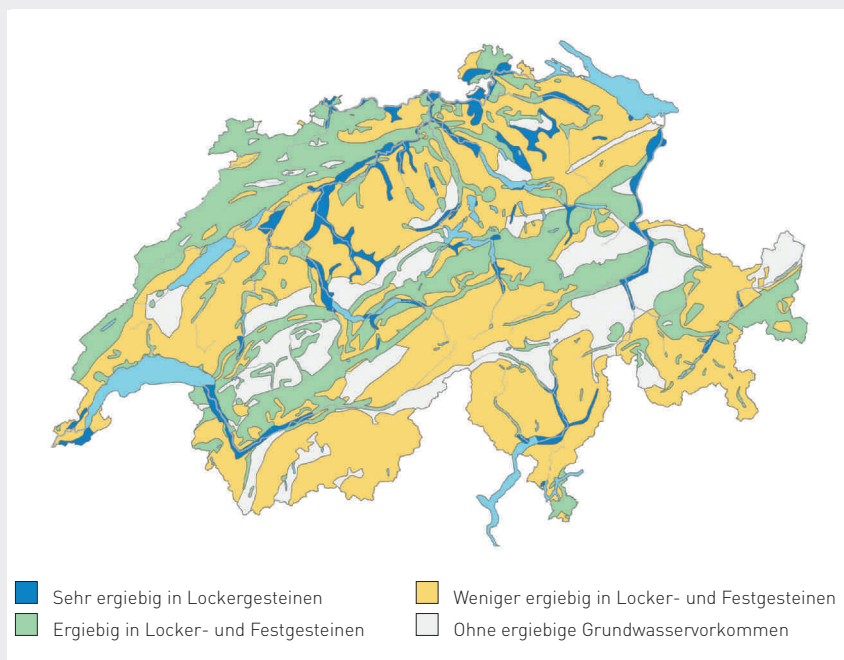 Sehr ergiebig in Lockergesteinen
Ergiebig in Locker- und Festgesteinen
Weniger ergiebig in Locker- und Festgesteinen
Ohne ergiebige Grundwasservorkommen